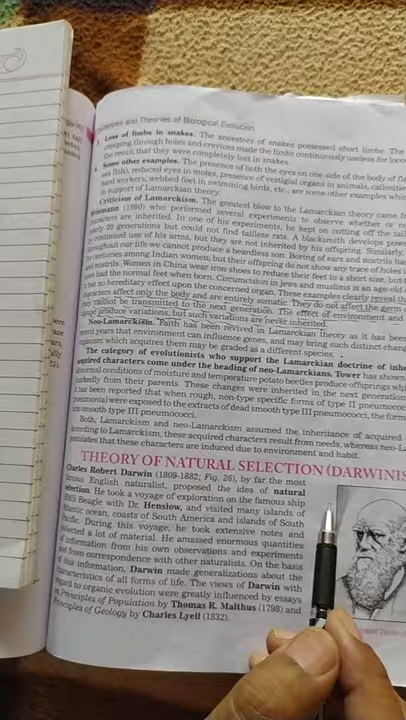 Evidences and Theories of Biological Evolution
Loss of limbs in snakes. The ancestors of snakes possessed short limbs. The
creeping through holes and crevices made the limbs continuously useless for
the result that they were completely lost in snakes.
Some other examples. The presence of both the eyes on one side of the body of
fish), reduced eyes in moles, presence of vestigial organs in animals,
hard workers, webbed feet in swimming birds, etc., are some other examples
in support of Lamarckian theory.
Criticism of Lamarckism. The greatest blow to the Lamarckian theory came
(1890) who performed several experiments to observe whether or
characters are inherited. In one of his experiments, he kept on cutting off the
20 generations but could not find tailless rats. A blacksmith develops
continued use of his arms, but they are not inherited by his offspring. Similarly,
throughout our life we cannot produce a beardless son. Boring of ears and nostrils
for centuries among Indian women, but their offspring do not show any trace of holes
and nostrils. Women in China wear iron shoes to reduce their feet to a short size, but
had the normal feet when born. Circumcision in jews and muslims is an age-old
has no hereditary effect upon the concerned organ. These examples clearly reveal
characters affect only the body and are entirely somatic. They do not affect the germ
cannot be transmitted to the next generation. The effect of environment and
produce variations, but such variations are never inherited.
Neo-Lamarckism. Faith has been revived in Lamarckian theory as it has been
recent years that environment can influence genes, and may bring such distinct
organism which acquires them may be graded as a different species.
The category of evolutionists who support the Lamarckian doctrine of
acquired characters come under the heading of neo-Lamarckians. Tower has shown
abnormal conditions of moisture and temperature potato beetles produce offsprings
markedly from their parents. These changes were inherited in the next generation
has been reported that when rough, non-type specific forms of type II
pneumonia) were exposed to the extracts of dead smooth type III pneumococci, the
into smooth type III pneumococci.
Both, Lamarckism and neo-Lamarckism assumed the inheritance of acquired
According to Lamarckism, these acquired characters result from needs, whereas
postulates that these characters are induced due to environment and habit.
THEORY OF NATURAL SELECTION (DARWINIS
Charles Robert Darwin (1809-1882; Fig. 26), by far the most
famous English naturalist, proposed the idea of natural
selection. He took a voyage of exploration on the famous ship
Beagle with Dr. Henslow, and visited many islands of
Atlantic ocean, coasts of South America and islands of South
Pacific. During this voyage, he took extensive notes and
collected a lot of material. He amassed enormous quantities
of information from his own observations and experiments
and from correspondence with other naturalists. On the basis
of this information, Darwin made generalizations about the
characteristics of all forms of life. The views of Darwin with
regard to organic evolution were greatly influenced by essays
Principles of Population by Thomas R. Malthus (1798) and
Principles of Geology by Charles Lyell (1832).